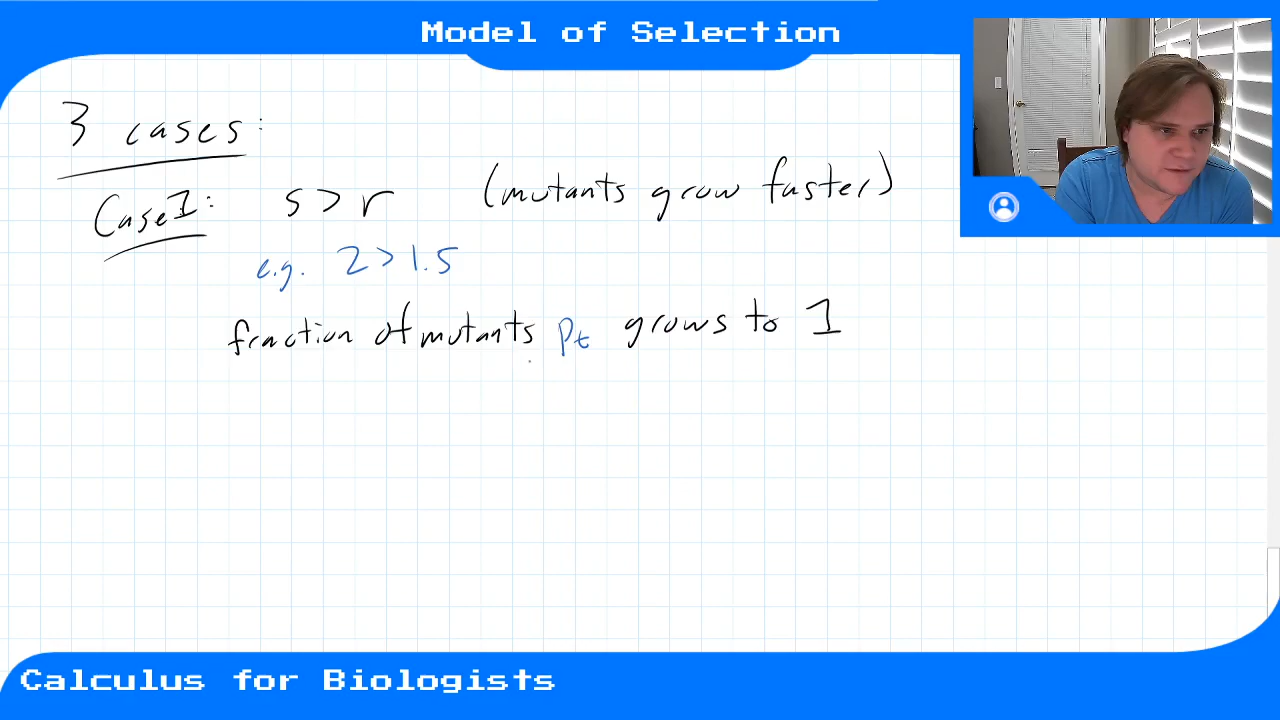 Model of Selection
3 cases:
Case 1: s > r (mutants grow faster)
e.g. 2 > 1.5
fraction of mutants pt grows to 1
Calculus for Biologists